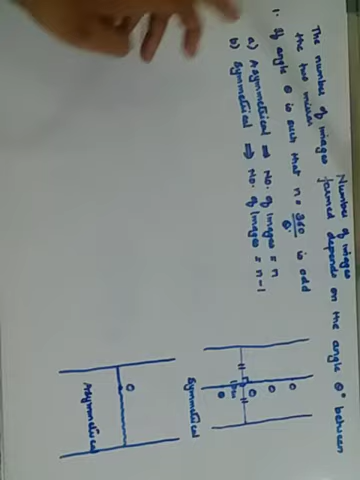 Number of images
The number of images formed depends on the angle θ° between
the two mirrors
1. If angle θ is such that n = 360/θ° is odd
a) Asymmetrical ⇒ No. of Images = n
b) Symmetrical ⇒ No. of Images = n-1
Symmetrical
Asymmetrical